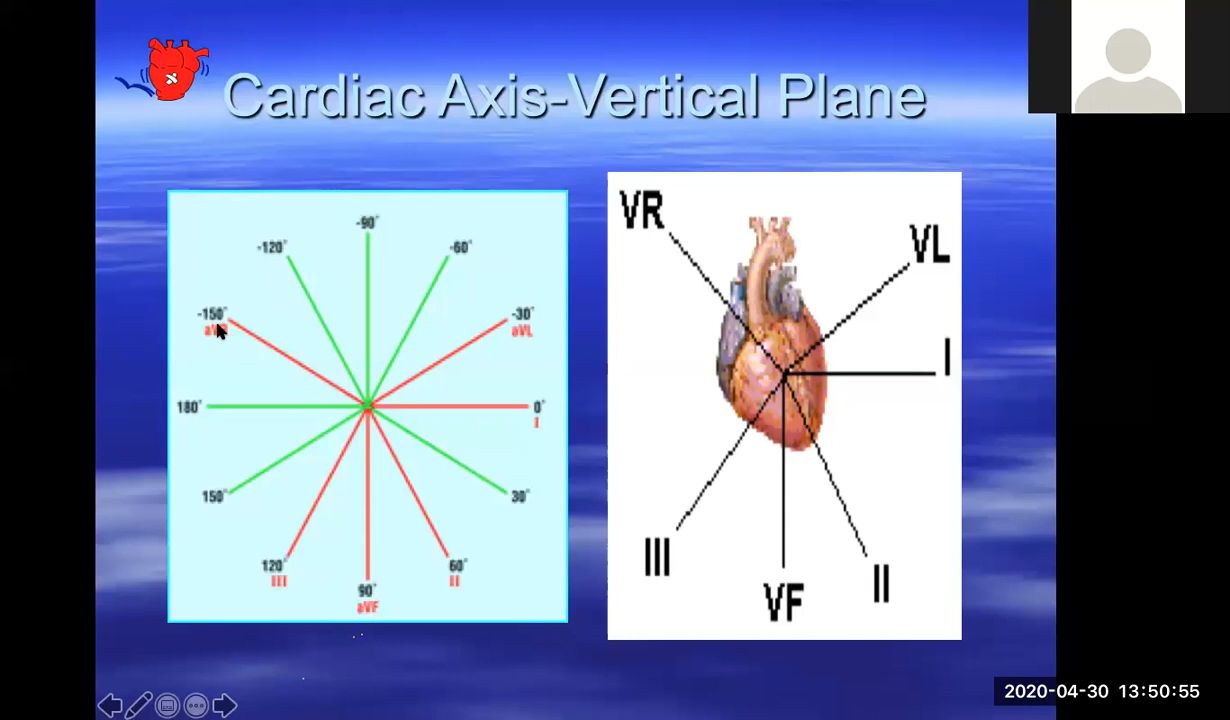 Cardiac Axis-Vertical Plane
-90°
-120°
-60°
-150°
-30°
aVL
180°
0°
I
150°
30°
120°
III
60°
II
90°
aVF
VR
VL
I
III
II
VF
2020-04-30 13:50:55